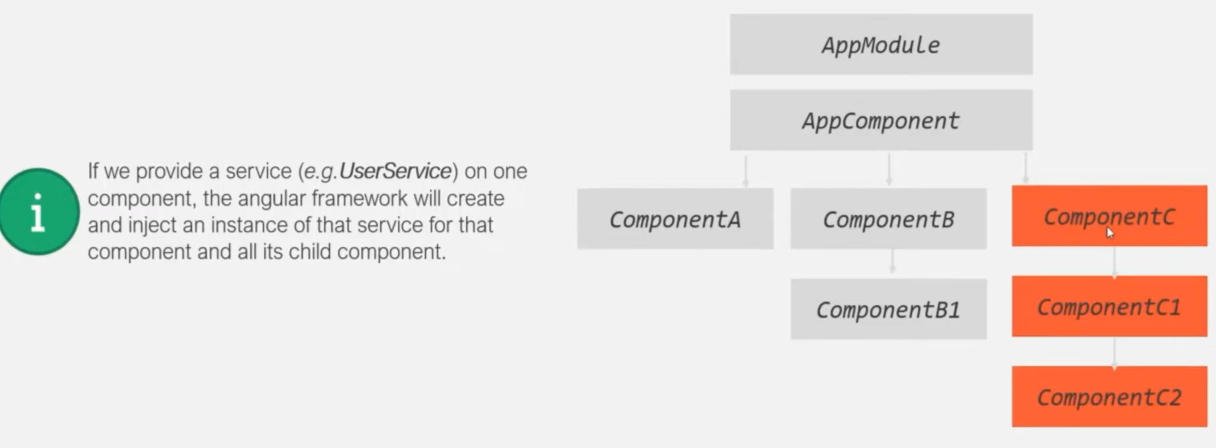 AppModule
AppComponent
i
If we provide a service (e.g.UserService) on one
component, the angular framework will create
and inject an instance of that service for that
component and all its child component.
ComponentA
ComponentB
ComponentC
ComponentB1
ComponentC1
ComponentC2